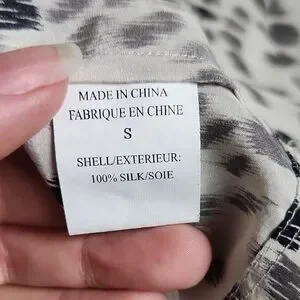 MADE IN CHINA
FABRIQUE EN CHINE
S
SHELL/EXTERIEUR:
100% SILK/SOIE